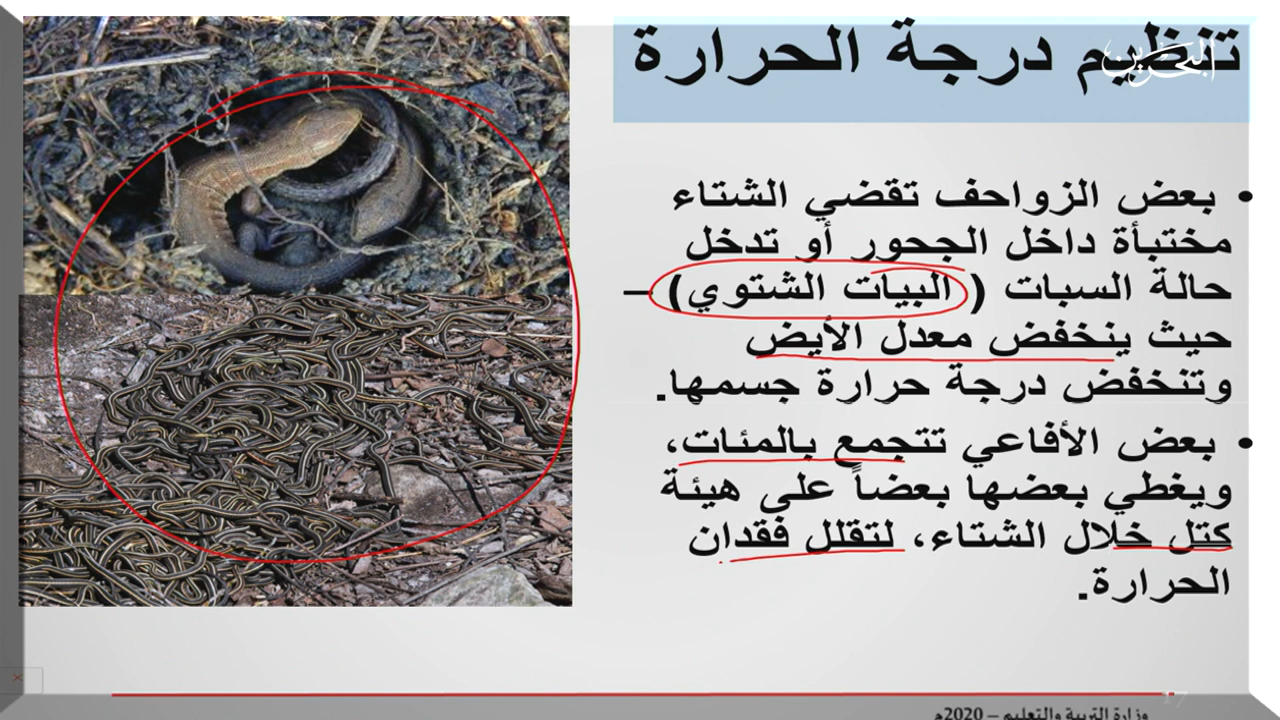 تنظيم درجة الحرارة
البحرين
• بعض الزواحف تقضي الشتاء
مختبأة داخل الجحور أو تدخل
حالة السبات ( البيات الشتوي) –
حيث ينخفض معدل الأيض
وتنخفض درجة حرارة جسمها.
• بعض الأفاعي تتجمع بالمئات،
ويغطي بعضها بعضاً على هيئة
كتل خلال الشتاء، لتقلل فقدان
الحرارة.
17
وزارة التربية والتعليم – 2020م